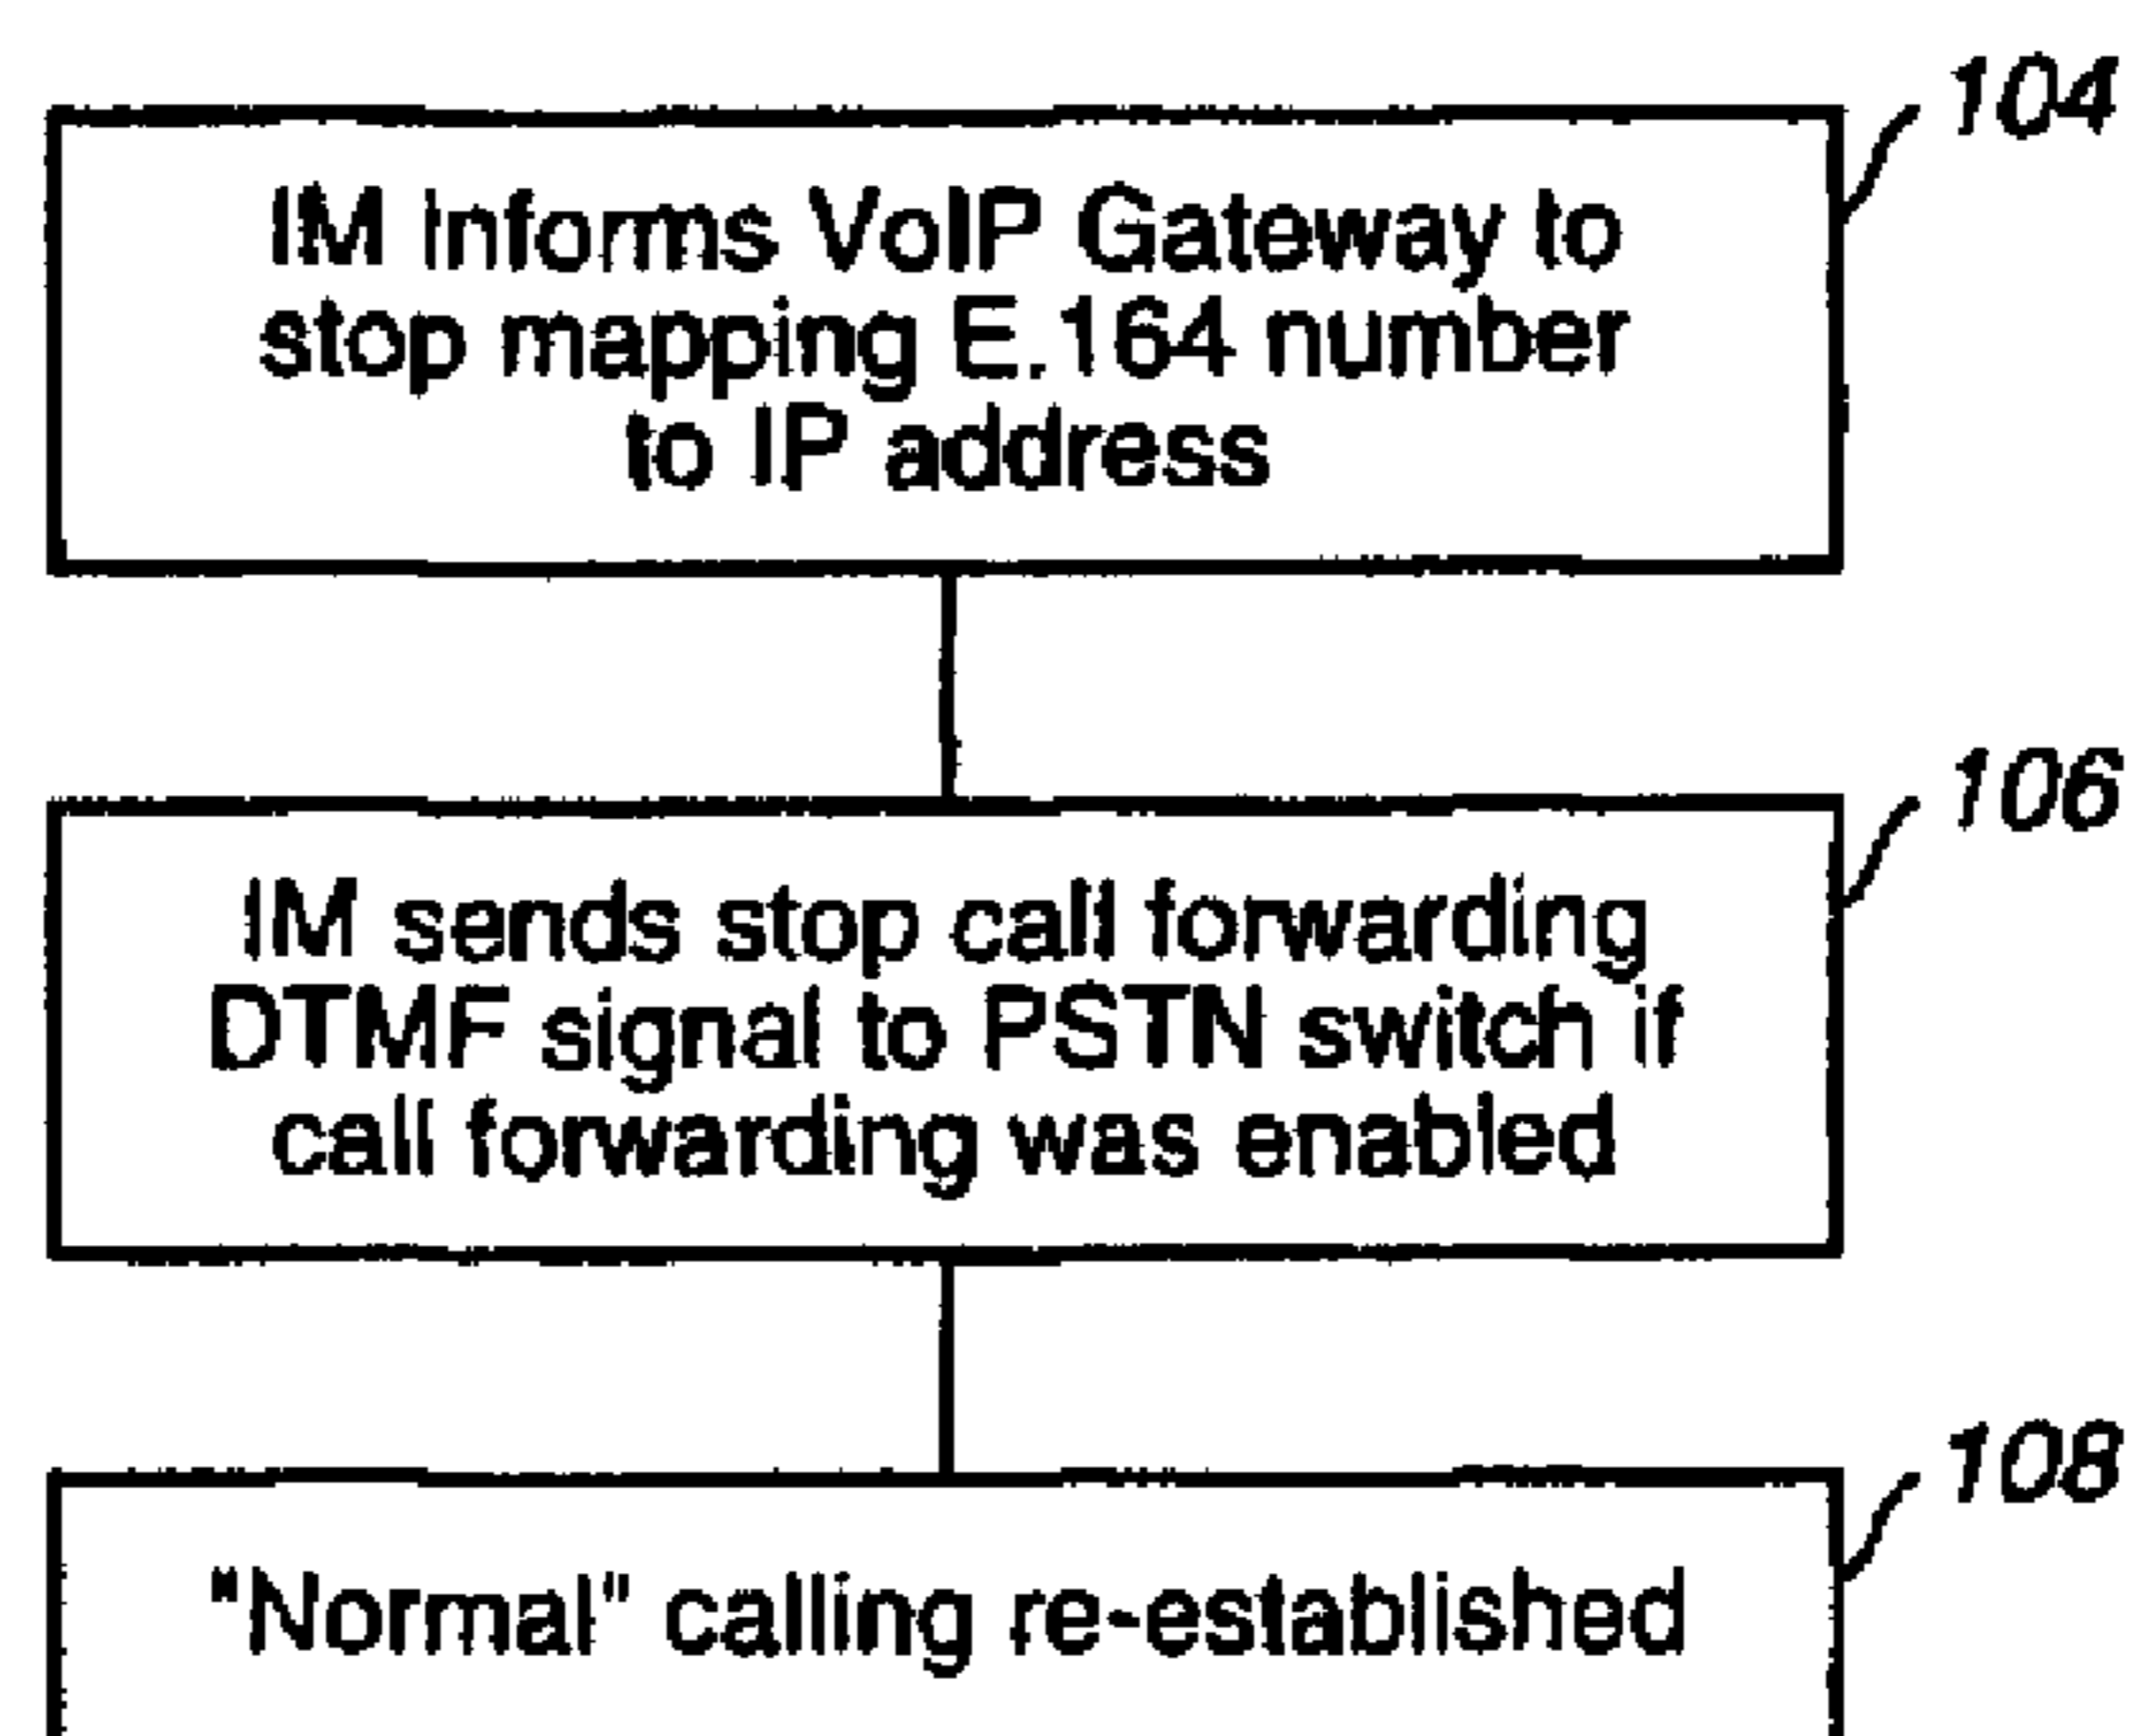 104
IM informs VoIP Gateway to
stop mapping E.164 number
to IP address
106
IM sends stop call forwarding
DTMF signal to PSTN switch if
call forwarding was enabled
108
"Normal" calling re-established